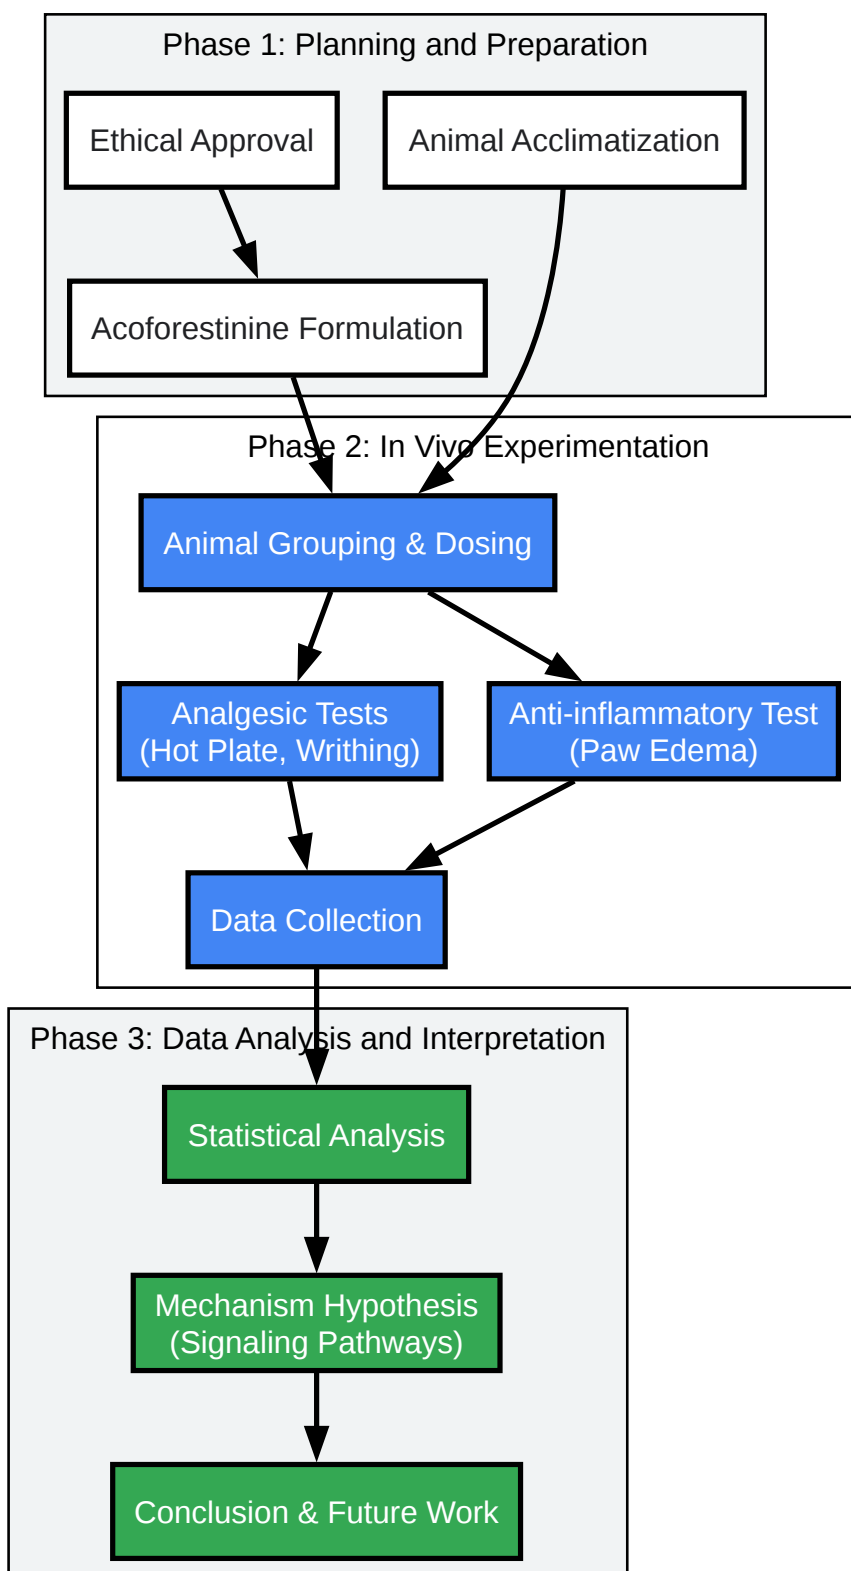 Phase 1: Planning and Preparation
Ethical Approval
Animal Acclimatization
Acoforestinine Formulation
Phase 2: In Vivo Experimentation
Animal Grouping & Dosing
Analgesic Tests
(Hot Plate, Writhing)
Anti-inflammatory Test
(Paw Edema)
Data Collection
Phase 3: Data Analysis and Interpretation
Statistical Analysis
Mechanism Hypothesis
(Signaling Pathways)
Conclusion & Future Work